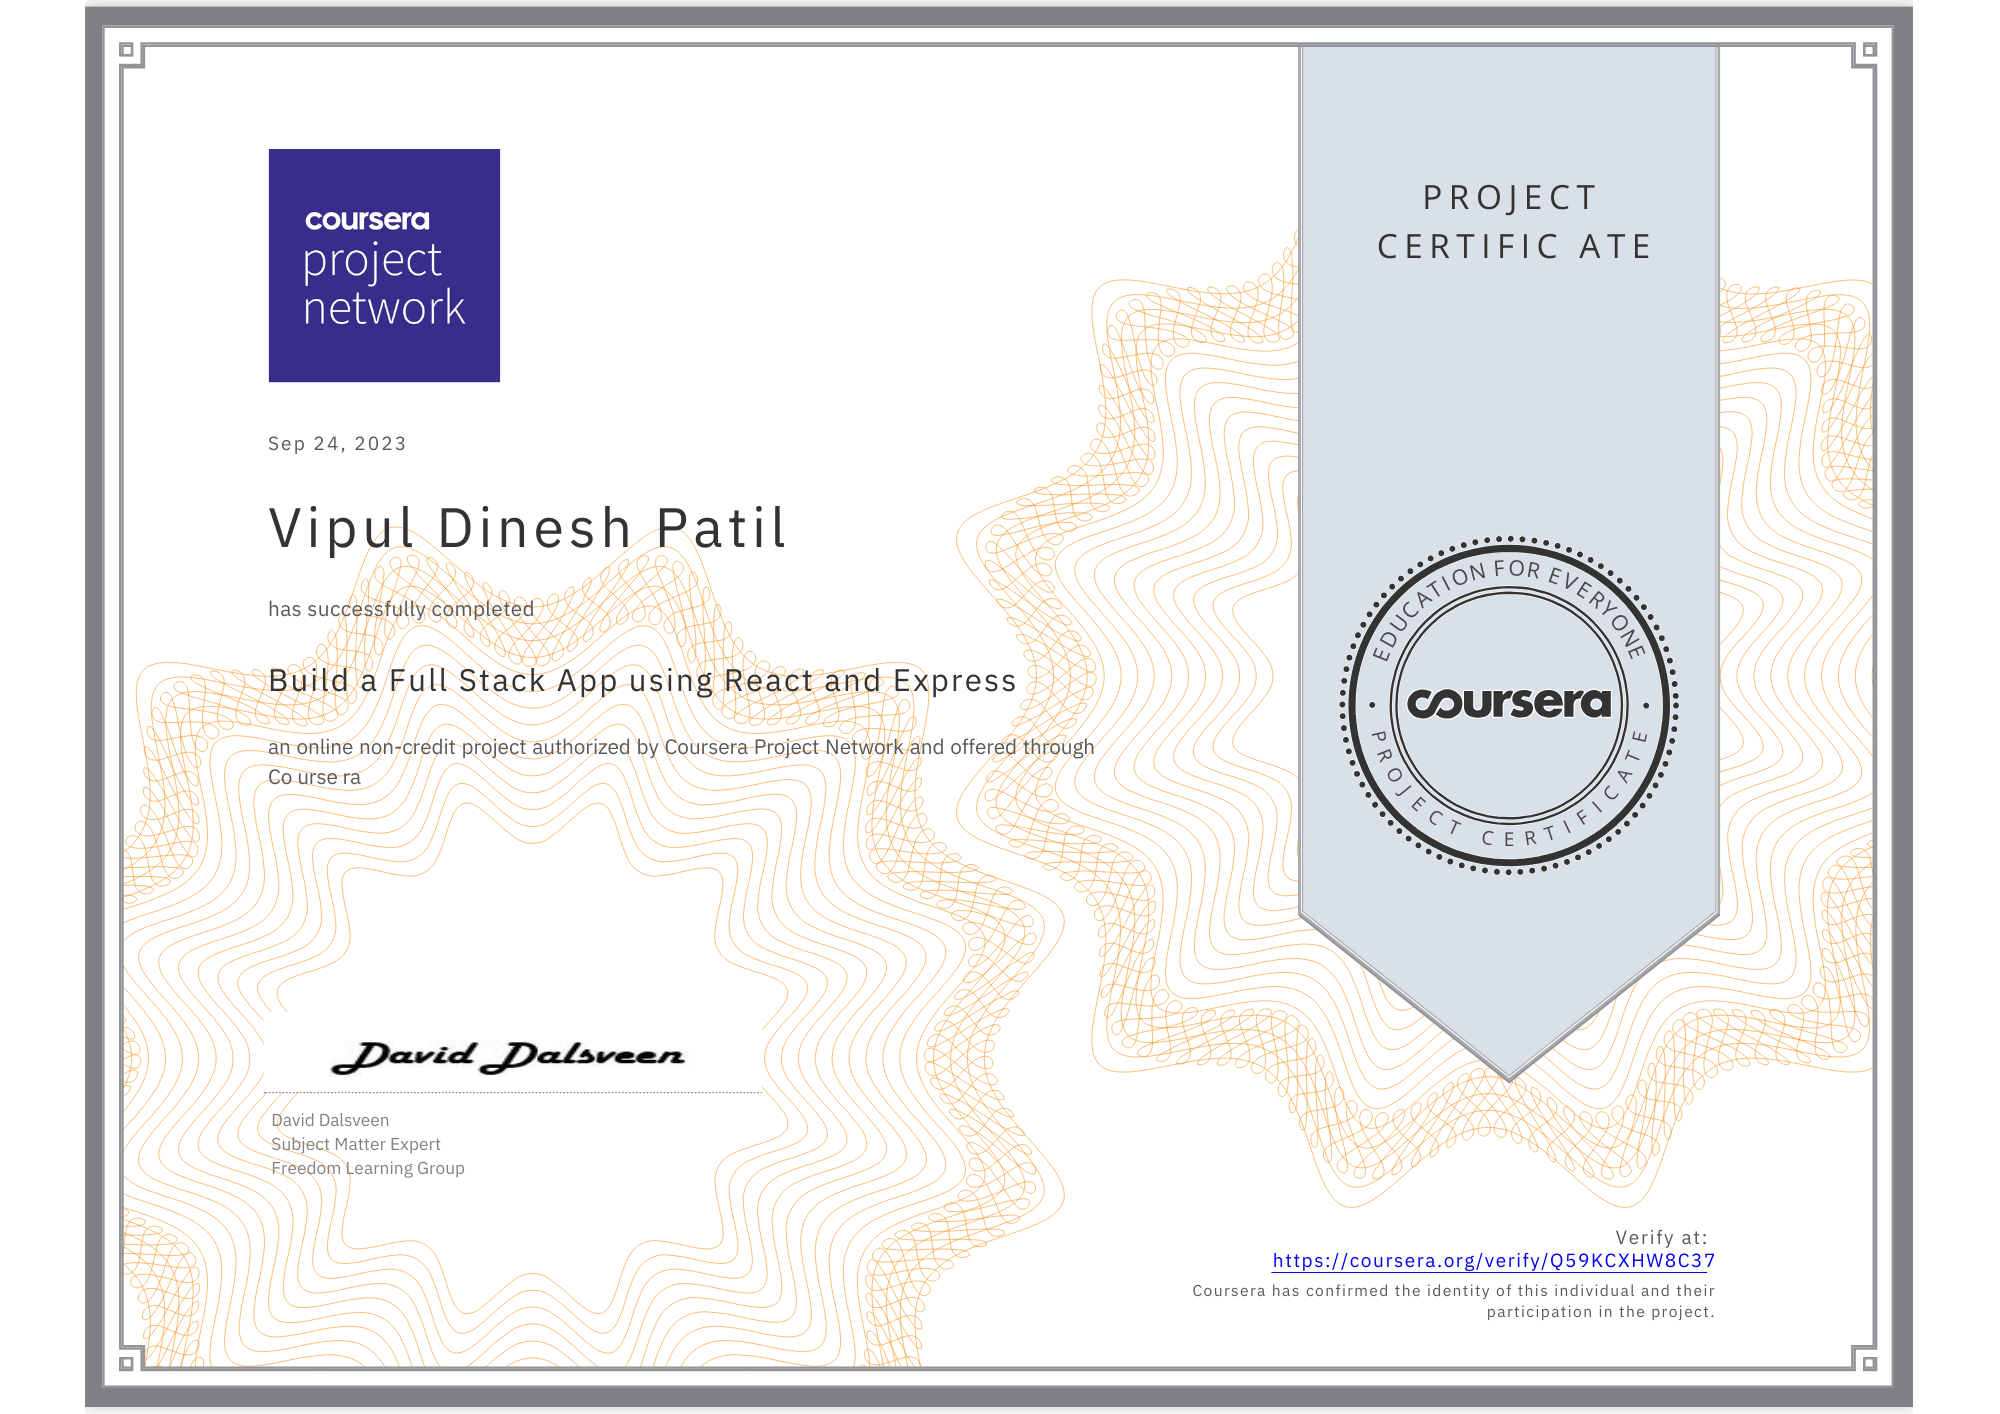 coursera
project
network
PROJECT
CERTIFIC ATE
Sep 24, 2023
Vipul Dinesh Patil
has successfully completed
Build a Full Stack App using React and Express
an online non-credit project authorized by Coursera Project Network and offered through
Co urse ra
EDUCATION FOR EVERYONE
coursera
PROJECT CERTIFICATE
David Dalsveen
David Dalsveen
Subject Matter Expert
Freedom Learning Group
Verify at:
https://coursera.org/verify/Q59KCXHW8C37
Coursera has confirmed the identity of this individual and their
participation in the project.